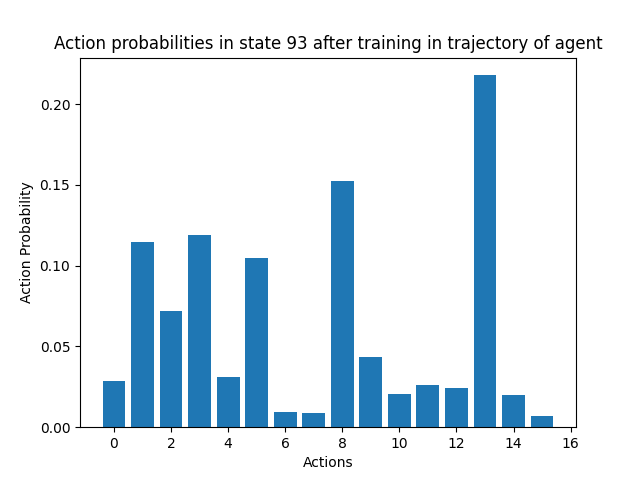 Action probabilities in state 93 after training in trajectory of agent
0.20
0.15
0.10
0.05
0.00
Action Probability
0 2 4 6 8 10 12 14 16
Actions